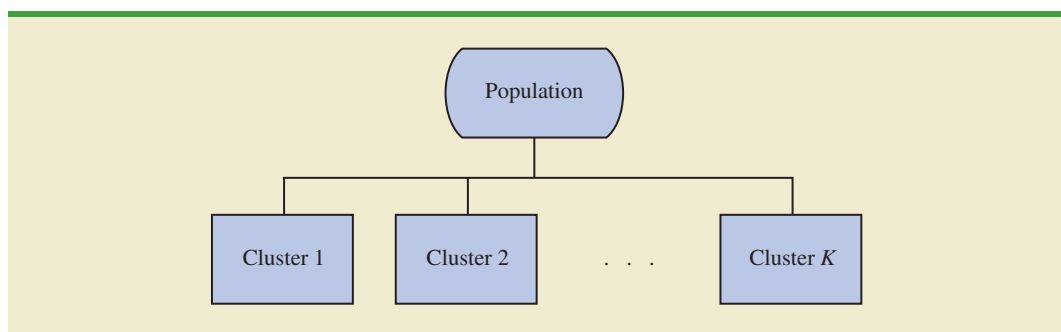 Population
Cluster 1 Cluster 2 . . . Cluster K